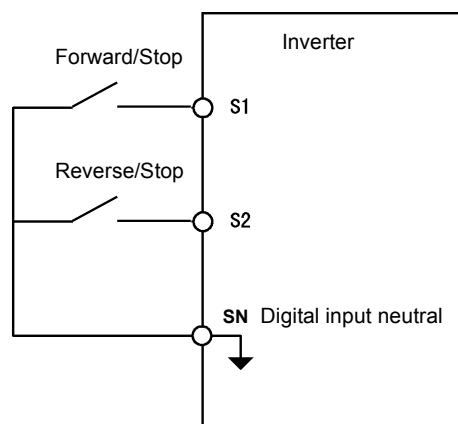 Inverter
Forward/Stop
S1
Reverse/Stop
S2
SN Digital input neutral